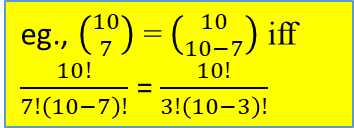 eg., (10 7) = (10 10−7) iff
10!/7!(10−7)! = 10!/3!(10−3)!